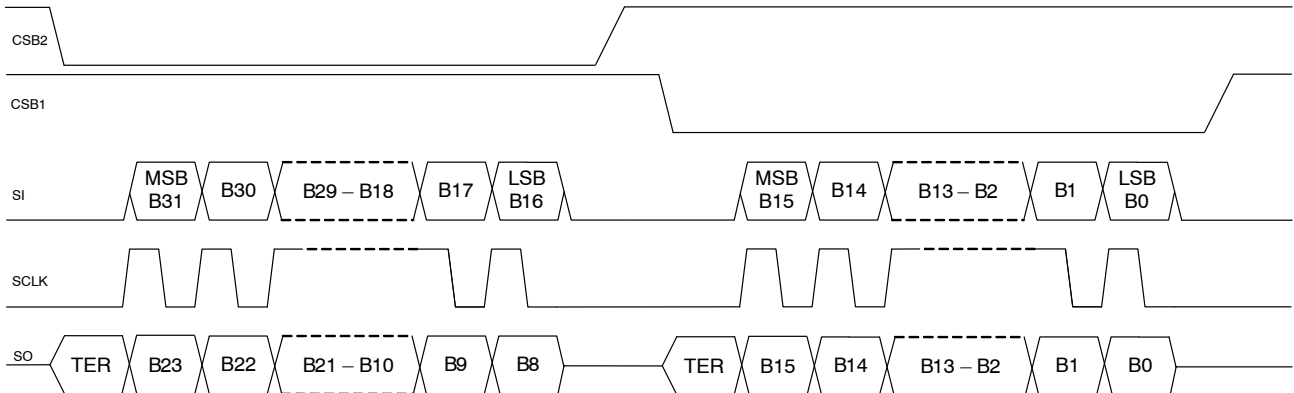 CSB2
CSB1
SI
MSB B31
B30
B29 – B18
B17
LSB B16
MSB B15
B14
B13 – B2
B1
LSB B0
SCLK
SO
TER
B23
B22
B21 – B10
B9
B8
TER
B15
B14
B13 – B2
B1
B0